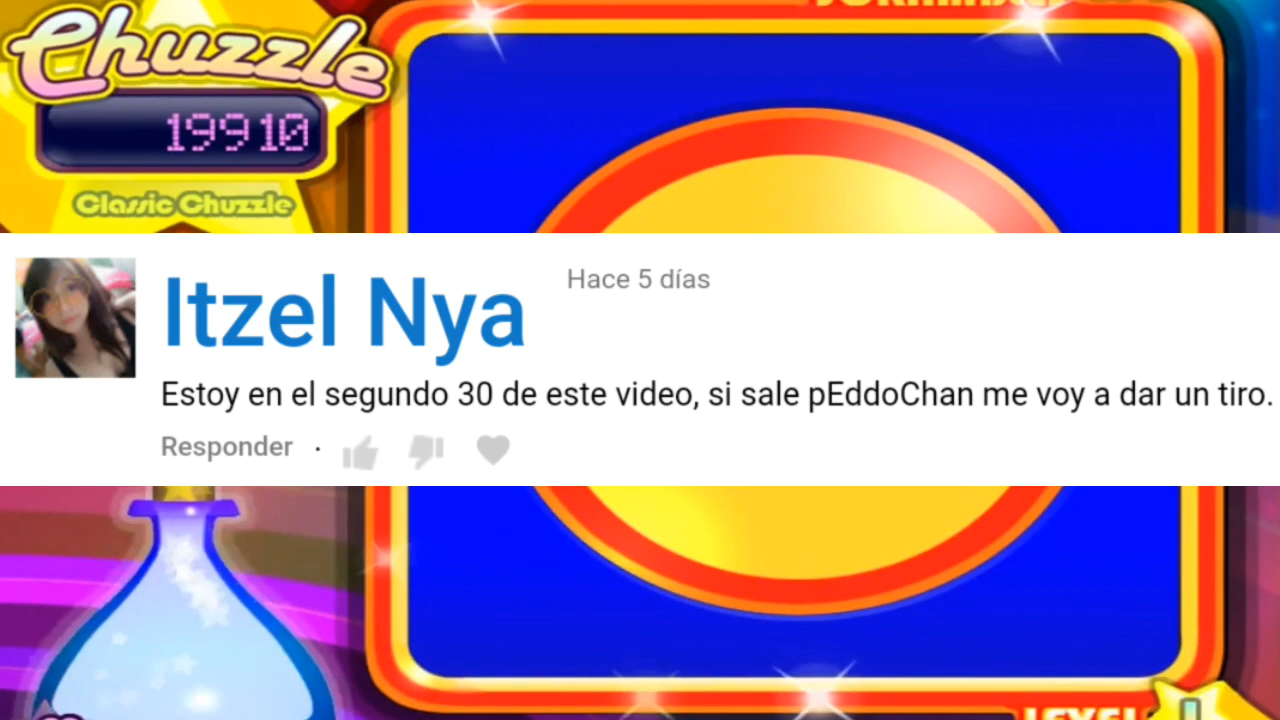 Chuzzle
19910
Classic Chuzzle
Itzel Nya
Hace 5 días
Estoy en el segundo 30 de este video, si sale pEddoChan me voy a dar un tiro.
Responder ·
LEVEL